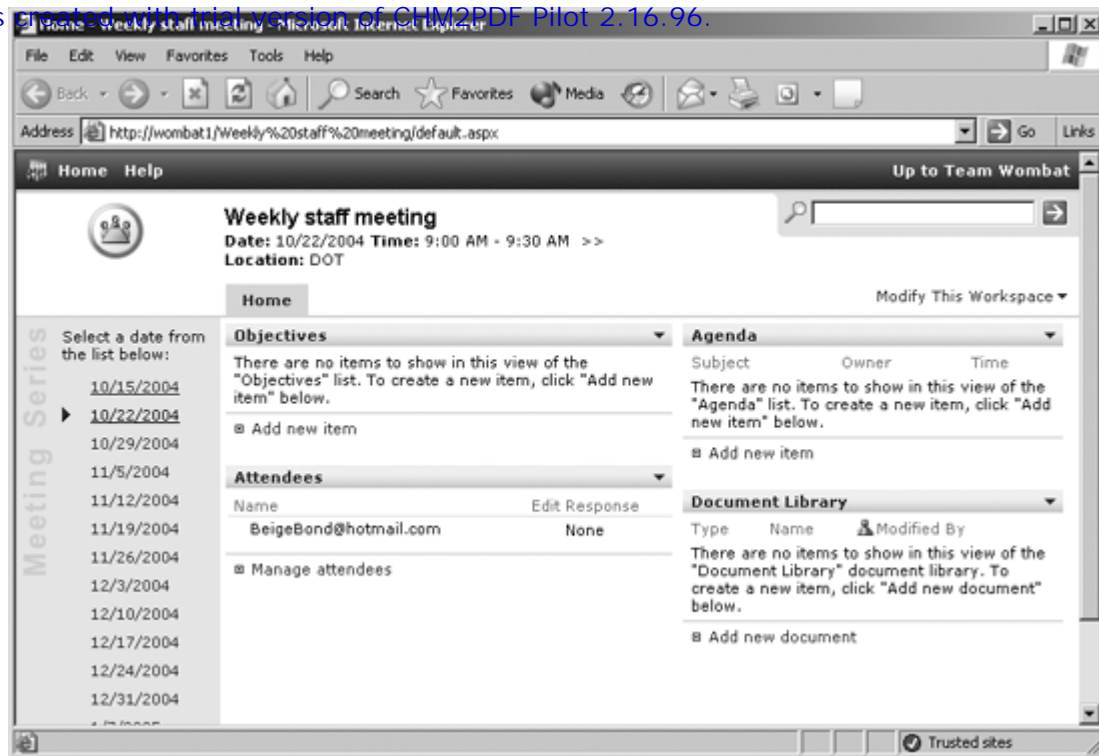 created with trial version of CHM2PDF Pilot 2.16.96.
Home - Weekly staff meeting - Microsoft Internet Explorer
File Edit View Favorites Tools Help
Back Search Favorites Media
Address http://wombat1/Weekly%20staff%20meeting/default.aspx Go Links
Home Help Up to Team Wombat
Weekly staff meeting
Date: 10/22/2004 Time: 9:00 AM - 9:30 AM >>
Location: DOT
Home Modify This Workspace
Meeting Series
Select a date from
the list below:
10/15/2004
10/22/2004
10/29/2004
11/5/2004
11/12/2004
11/19/2004
11/26/2004
12/3/2004
12/10/2004
12/17/2004
12/24/2004
12/31/2004
Objectives
There are no items to show in this view of the
"Objectives" list. To create a new item, click "Add new
item" below.
Add new item
Attendees
Name Edit Response
BeigeBond@hotmail.com None
Manage attendees
Agenda
Subject Owner Time
There are no items to show in this view of the
"Agenda" list. To create a new item, click "Add
new item" below.
Add new item
Document Library
Type Name Modified By
There are no items to show in this view of the
"Document Library" document library. To
create a new item, click "Add new document"
below.
Add new document
Trusted sites